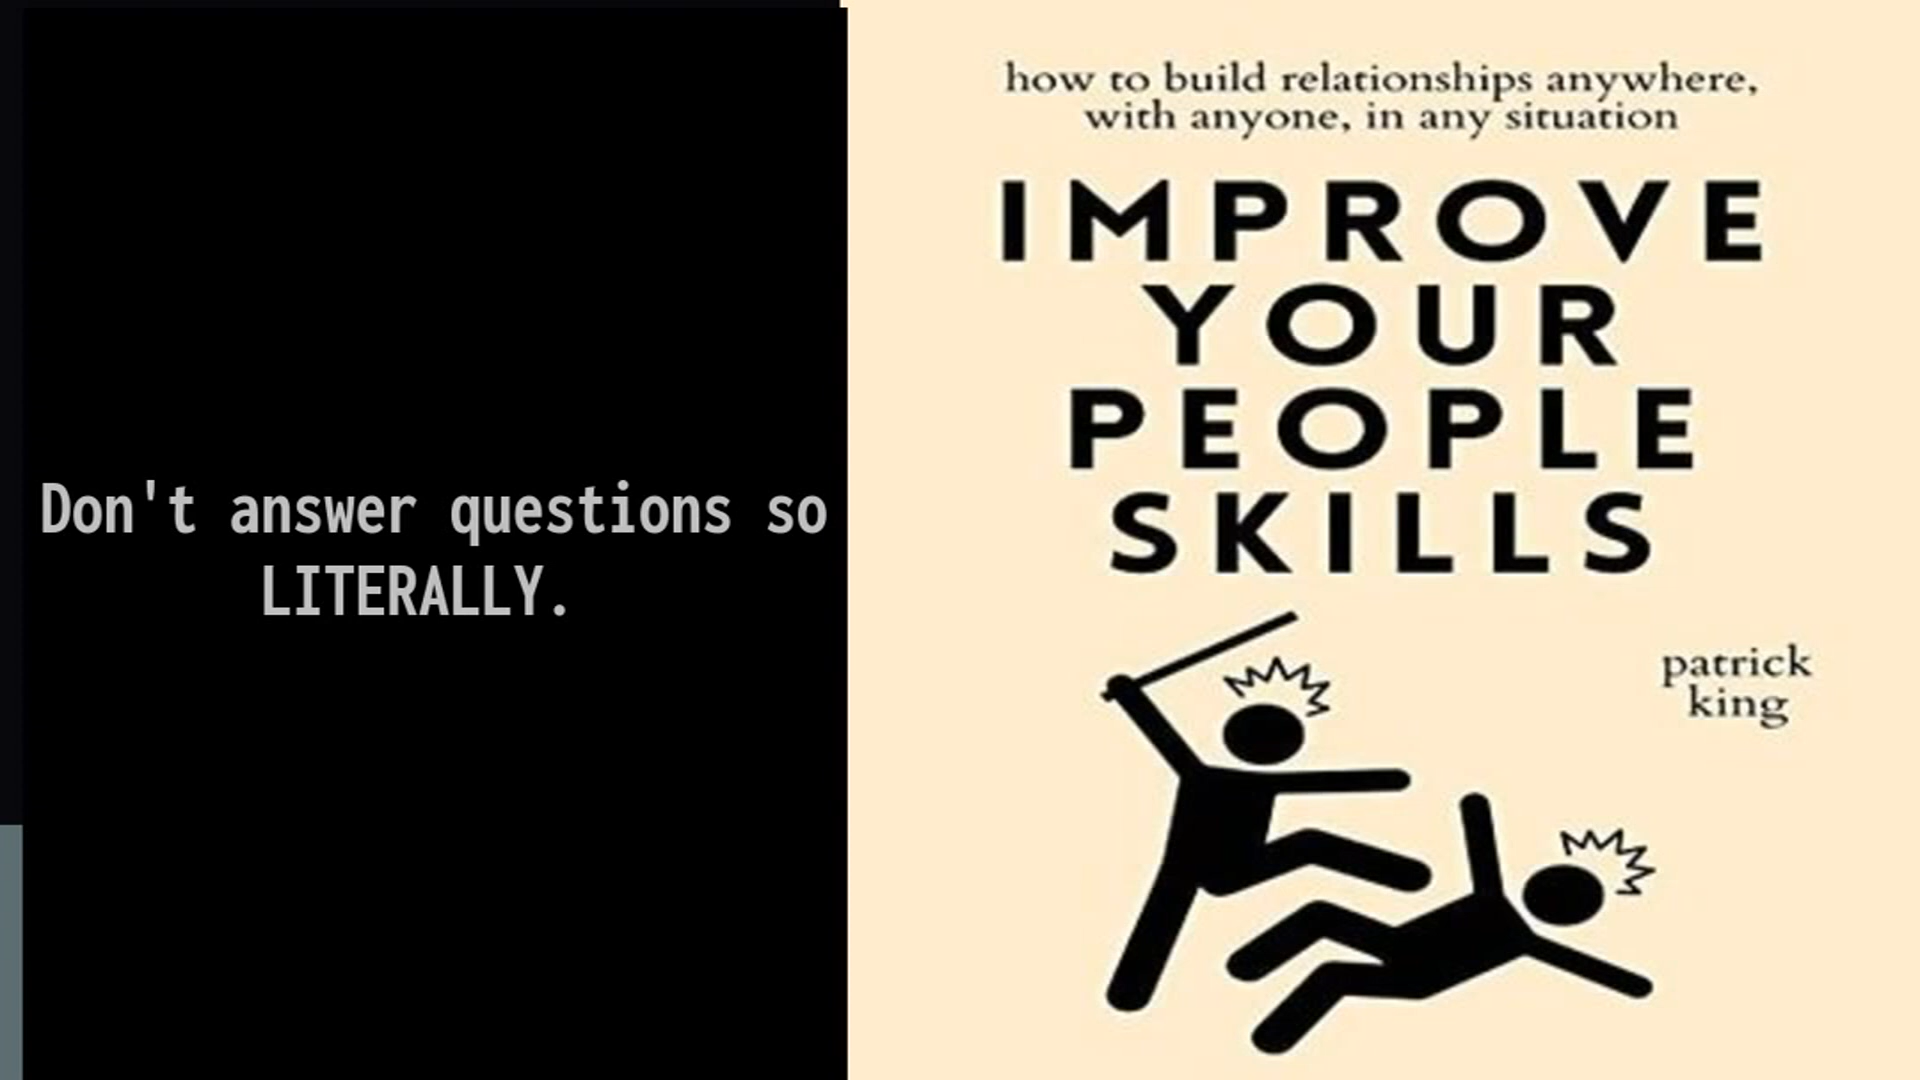 Don't answer questions so
LITERALLY.
how to build relationships anywhere,
with anyone, in any situation
IMPROVE
YOUR
PEOPLE
SKILLS
patrick
king